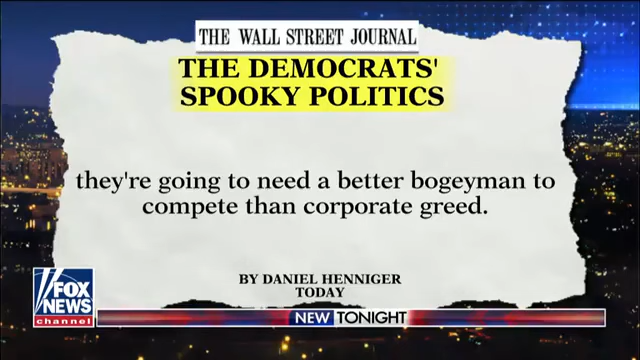 THE WALL STREET JOURNAL
THE DEMOCRATS'
SPOOKY POLITICS
they're going to need a better bogeyman to
compete than corporate greed.
BY DANIEL HENNIGER
TODAY
FOX
NEWS
channel
NEW TONIGHT